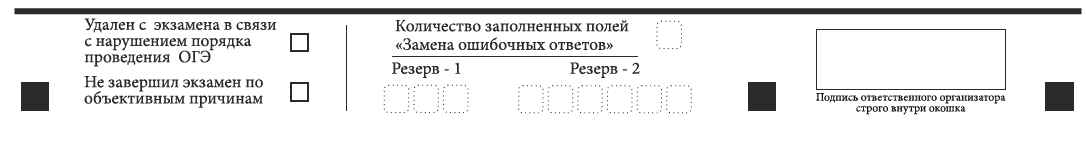 Удален с экзамена в связи
с нарушением порядка
проведения ОГЭ
Не завершил экзамен по
объективным причинам
Количество заполненных полей
«Замена ошибочных ответов»
Резерв - 1
Резерв - 2
Подпись ответственного организатора
строго внутри окошка